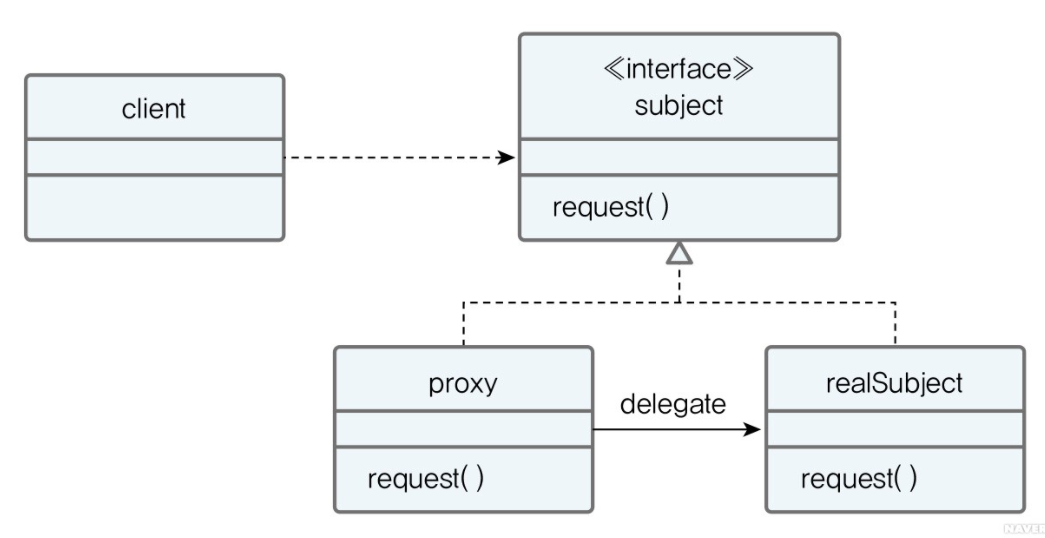 client
≪interface≫
subject
request( )
proxy
delegate
realSubject
request( )
request( )
NAVER